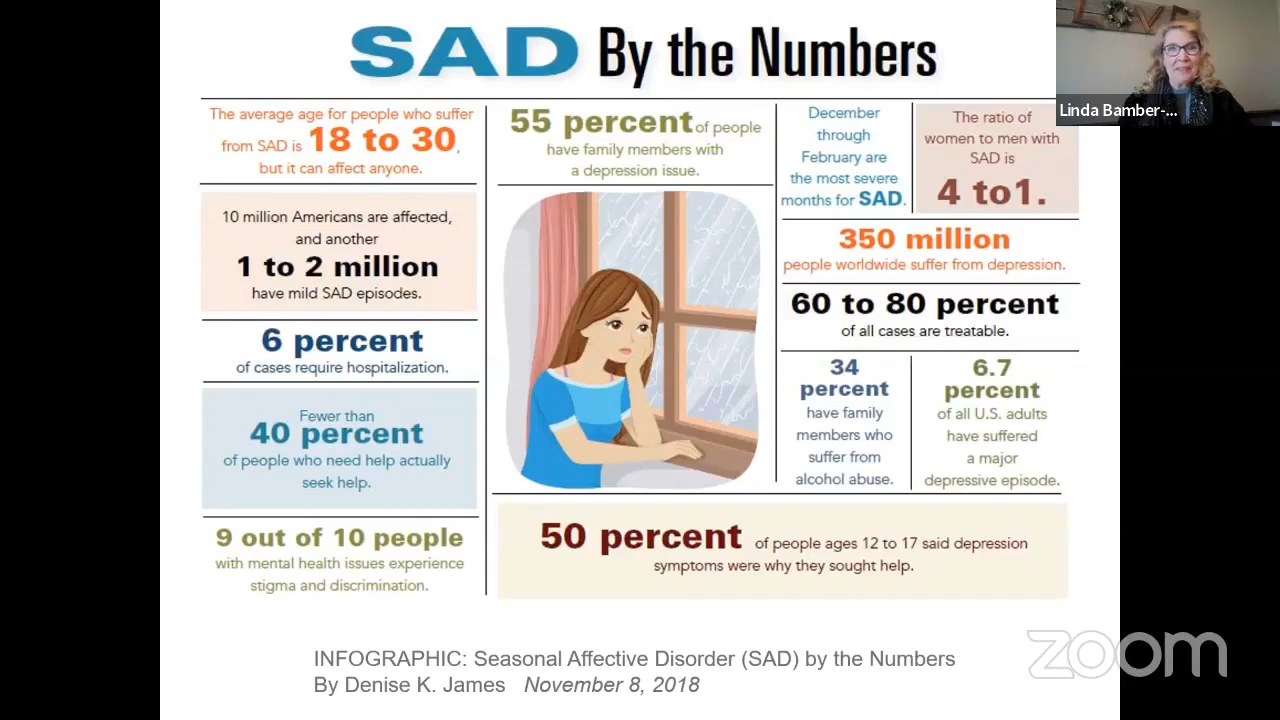 SAD By the Numbers
The average age for people who suffer
from SAD is 18 to 30,
but it can affect anyone.
10 million Americans are affected,
and another
1 to 2 million
have mild SAD episodes.
6 percent
of cases require hospitalization.
Fewer than
40 percent
of people who need help actually
seek help.
9 out of 10 people
with mental health issues experience
stigma and discrimination.
55 percent of people
have family members with
a depression issue.
December
through
February are
the most severe
months for SAD.
The ratio of
women to men with
SAD is
4 to1.
350 million
people worldwide suffer from depression.
60 to 80 percent
of all cases are treatable.
34
percent
have family
members who
suffer from
alcohol abuse.
6.7
percent
of all U.S. adults
have suffered
a major
depressive episode.
50 percent of people ages 12 to 17 said depression
symptoms were why they sought help.
INFOGRAPHIC: Seasonal Affective Disorder (SAD) by the Numbers
By Denise K. James November 8, 2018
LOVE
Linda Bamber-...
zoom